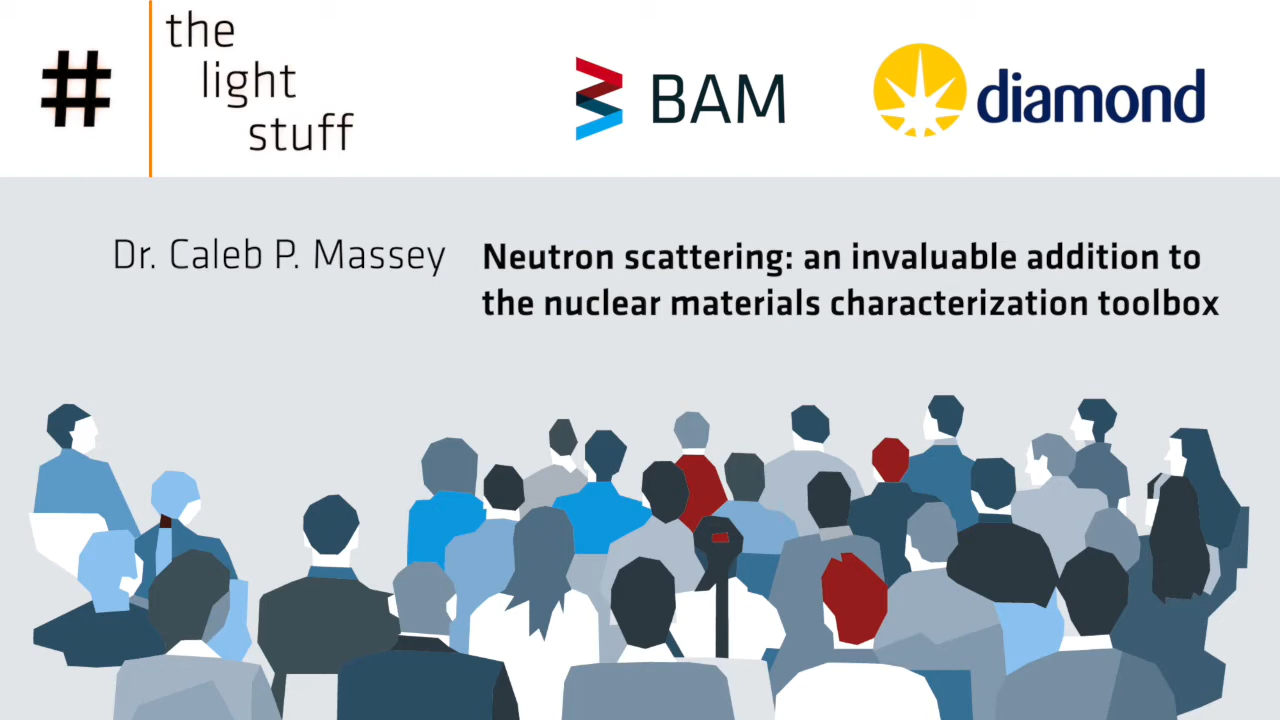 #
the
light
stuff
BAM
diamond
Dr. Caleb P. Massey
Neutron scattering: an invaluable addition to
the nuclear materials characterization toolbox